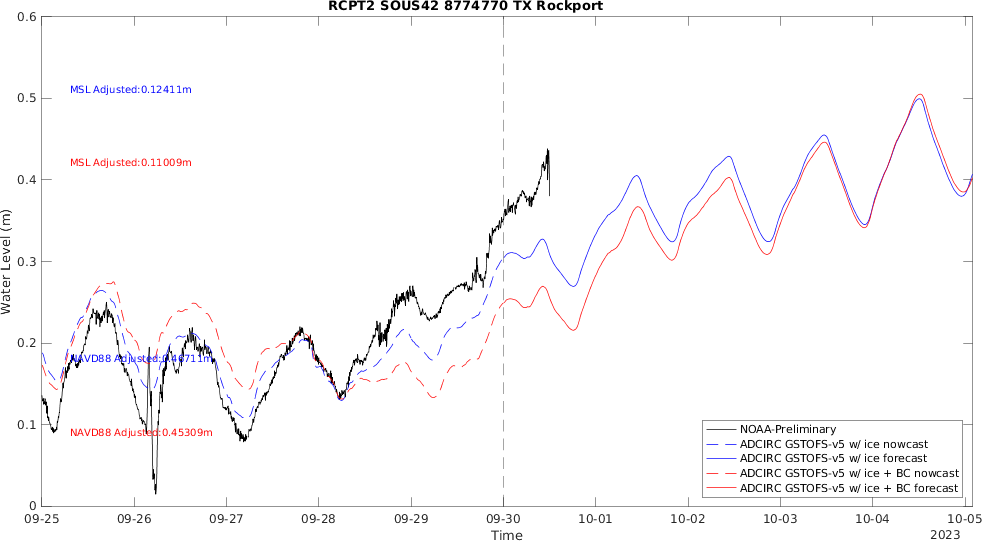 RCPT2 SOUS42 8774770 TX Rockport
0.6
MSL Adjusted:0.12411m
0.5
MSL Adjusted:0.11009m
0.4
Water Level (m)
0.3
0.2
NAVD88 Adjusted:0.46711m
NAVD88 Adjusted:0.45309m
0.1
NOAA-Preliminary
ADCIRC GSTOFS-v5 w/ ice nowcast
ADCIRC GSTOFS-v5 w/ ice forecast
ADCIRC GSTOFS-v5 w/ ice + BC nowcast
ADCIRC GSTOFS-v5 w/ ice + BC forecast
0
09-25 09-26 09-27 09-28 09-29 09-30 10-01 10-02 10-03 10-04 10-05
Time
2023